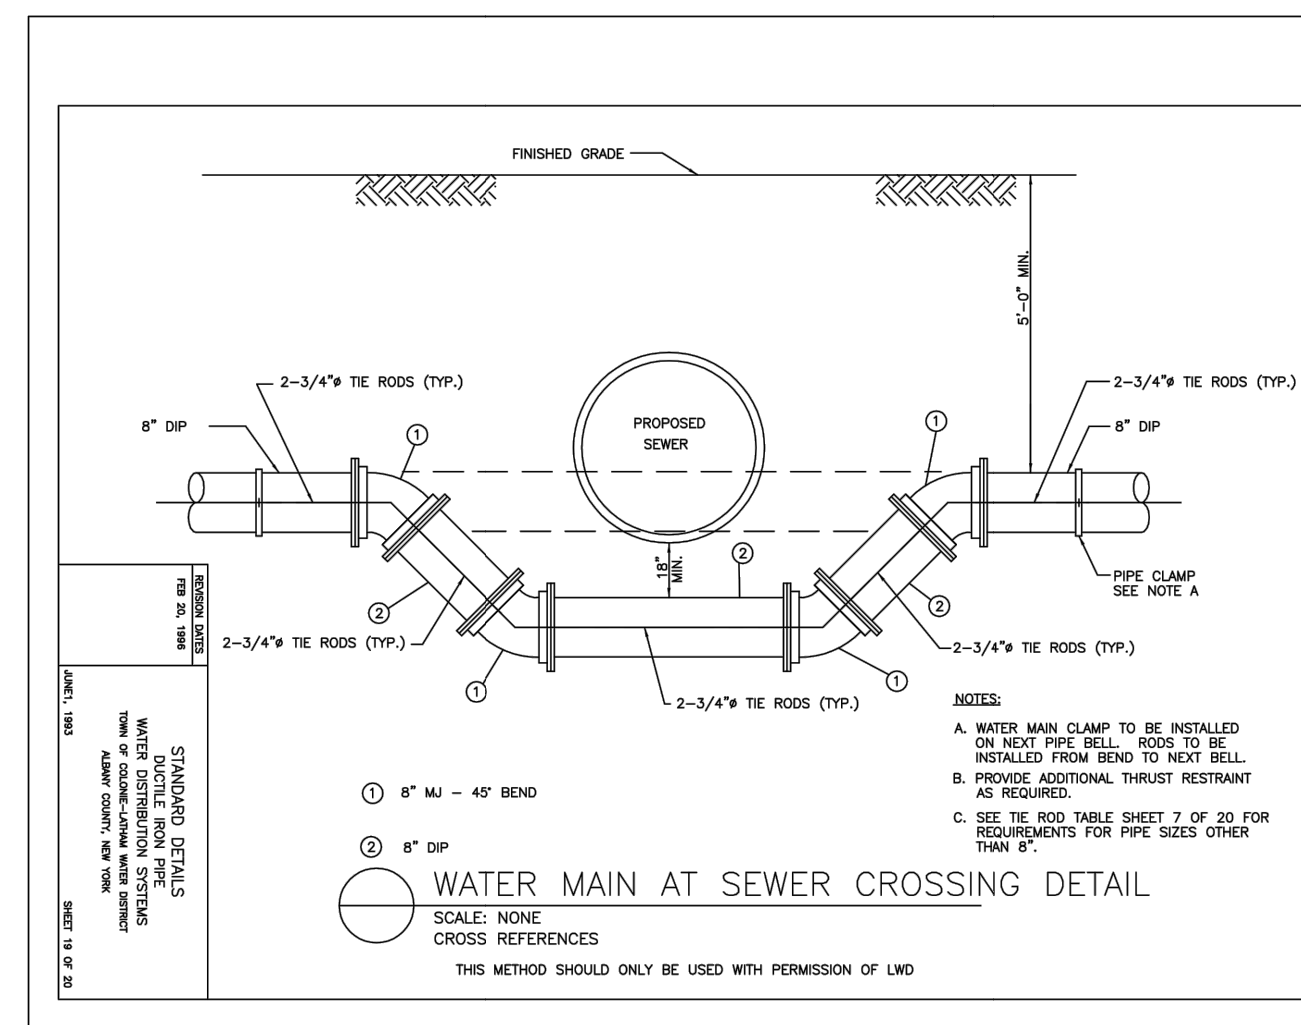 FINISHED GRADE
5'-0" MIN.
2-3/4"ø TIE RODS (TYP.)
2-3/4"ø TIE RODS (TYP.)
8" DIP
1
PROPOSED
SEWER
1
8" DIP
18"
MIN.
2
PIPE CLAMP
SEE NOTE A
2
2
2-3/4"ø TIE RODS (TYP.)
2-3/4"ø TIE RODS (TYP.)
1
1
2-3/4"ø TIE RODS (TYP.)
NOTES:
A. WATER MAIN CLAMP TO BE INSTALLED
ON NEXT PIPE BELL. RODS TO BE
INSTALLED FROM BEND TO NEXT BELL.
B. PROVIDE ADDITIONAL THRUST RESTRAINT
AS REQUIRED.
C. SEE TIE ROD TABLE SHEET 7 OF 20 FOR
REQUIREMENTS FOR PIPE SIZES OTHER
THAN 8".
1 8" MJ - 45° BEND
2 8" DIP
WATER MAIN AT SEWER CROSSING DETAIL
SCALE: NONE
CROSS REFERENCES
THIS METHOD SHOULD ONLY BE USED WITH PERMISSION OF LWD
REVISION DATES
FEB 20, 1996
STANDARD DETAILS
DUCTILE IRON PIPE
WATER DISTRIBUTION SYSTEMS
TOWN OF COLONIE-LATHAM WATER DISTRICT
ALBANY COUNTY, NEW YORK
JUNE1, 1993
SHEET 19 OF 20